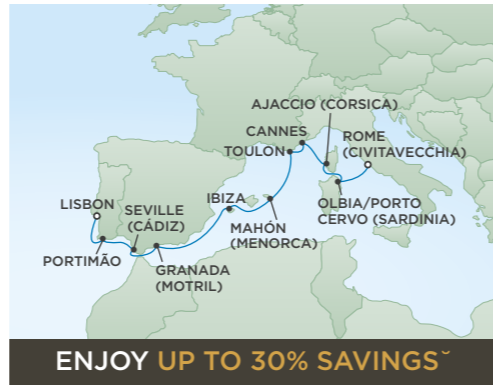 AJACCIO (CORSICA)
CANNES
ROME
(CIVITAVECCHIA)
TOULON
LISBON
IBIZA
SEVILLE
(CÁDIZ)
OLBIA/PORTO
CERVO (SARDINIA)
MAHÓN
(MENORCA)
PORTIMÃO
GRANADA
(MOTRIL)
ENJOY UP TO 30% SAVINGS˘